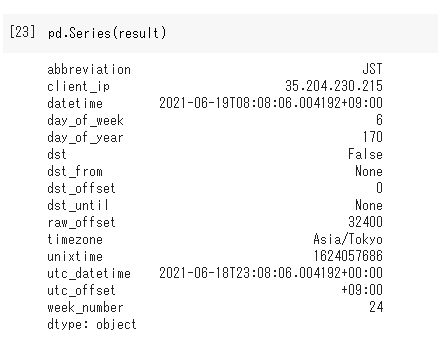 [23] pd.Series(result)
abbreviation JST
client_ip 35.204.230.215
datetime 2021-06-19T08:08:06.004192+09:00
day_of_week 6
day_of_year 170
dst False
dst_from None
dst_offset 0
dst_until None
raw_offset 32400
timezone Asia/Tokyo
unixtime 1624057686
utc_datetime 2021-06-18T23:08:06.004192+00:00
utc_offset +09:00
week_number 24
dtype: object